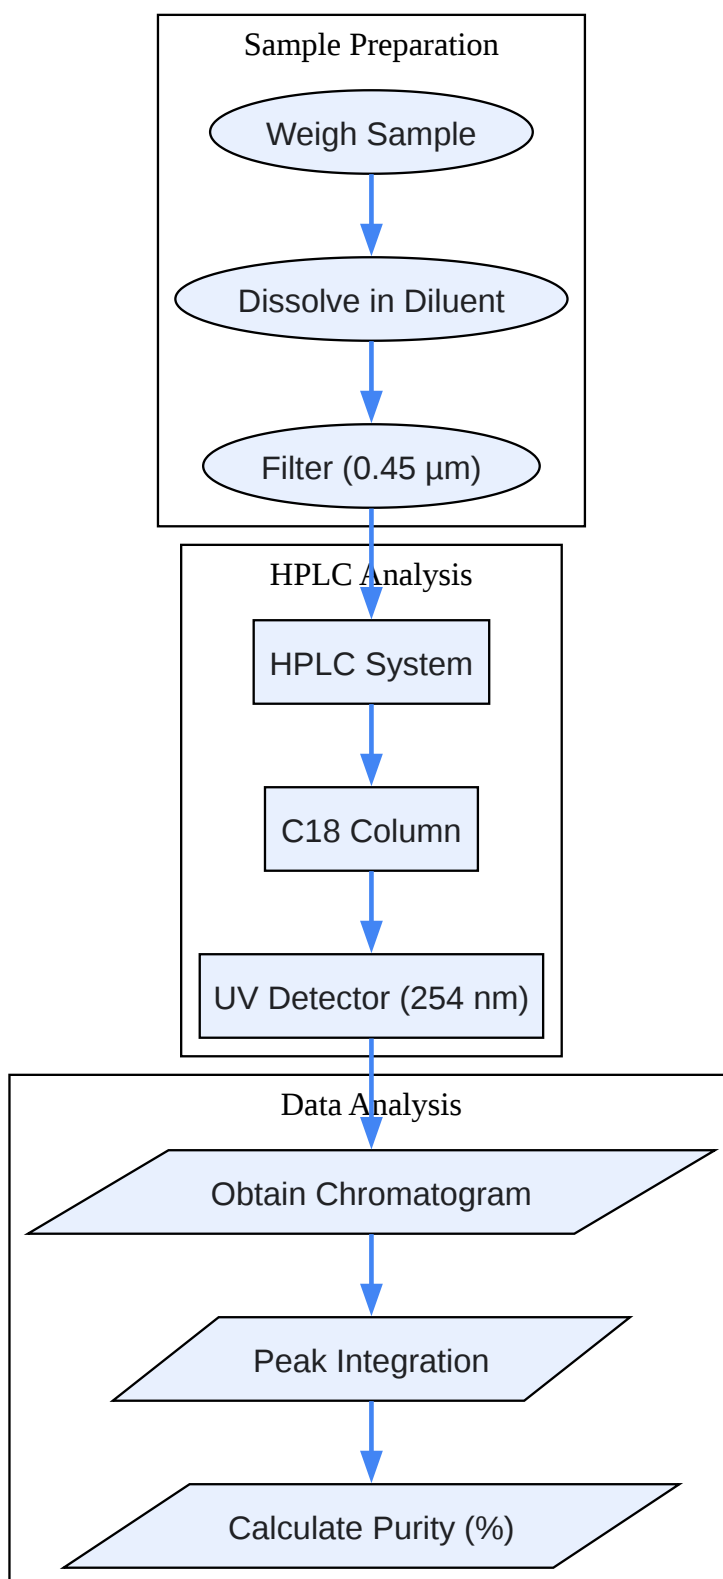 Sample Preparation
Weigh Sample
Dissolve in Diluent
Filter (0.45 µm)
HPLC Analysis
HPLC System
C18 Column
UV Detector (254 nm)
Data Analysis
Obtain Chromatogram
Peak Integration
Calculate Purity (%)